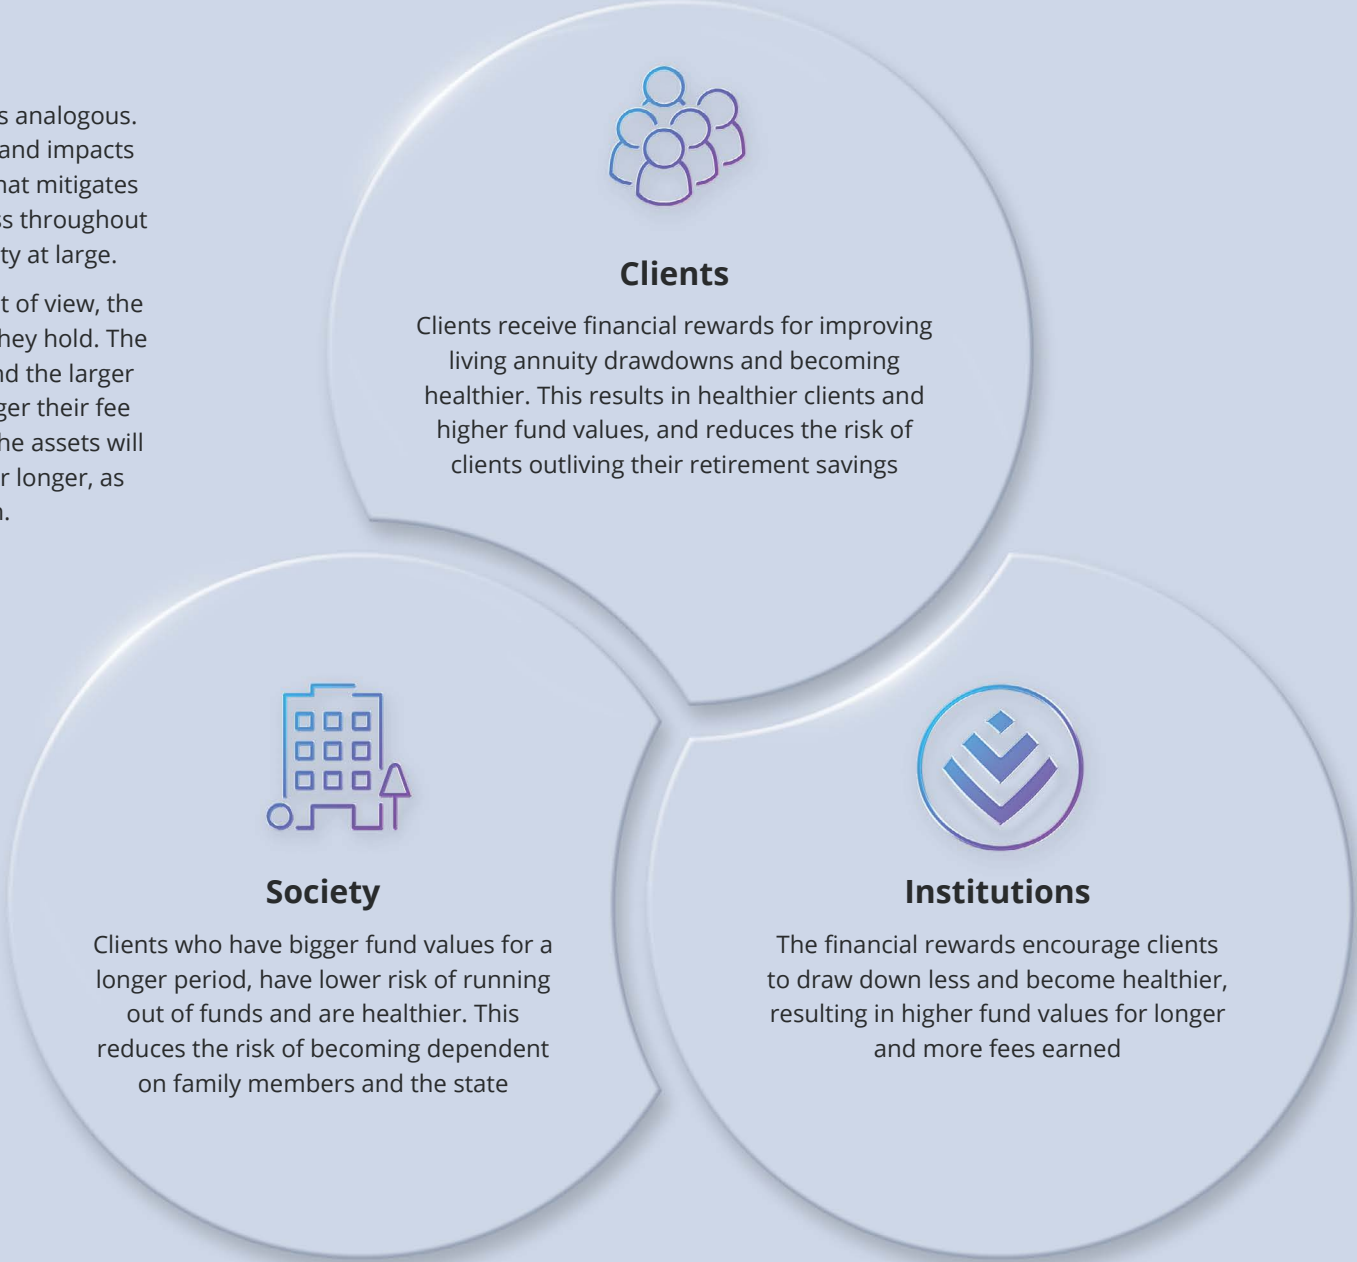 s analogous.
and impacts
hat mitigates
ss throughout
ty at large.
t of view, the
hey hold. The
nd the larger
ger their fee
he assets will
r longer, as
n.
Clients
Clients receive financial rewards for improving
living annuity drawdowns and becoming
healthier. This results in healthier clients and
higher fund values, and reduces the risk of
clients outliving their retirement savings
Society
Clients who have bigger fund values for a
longer period, have lower risk of running
out of funds and are healthier. This
reduces the risk of becoming dependent
on family members and the state
Institutions
The financial rewards encourage clients
to draw down less and become healthier,
resulting in higher fund values for longer
and more fees earned